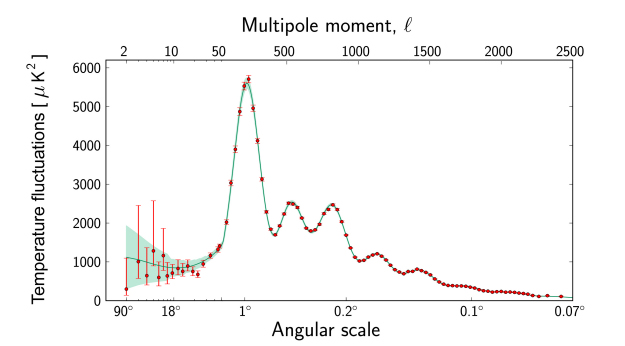 Multipole moment, ℓ
2 10 50 500 1000 1500 2000 2500
Temperature fluctuations [ μ K² ]
6000
5000
4000
3000
2000
1000
0
90° 18° 1° 0.2° 0.1° 0.07°
Angular scale